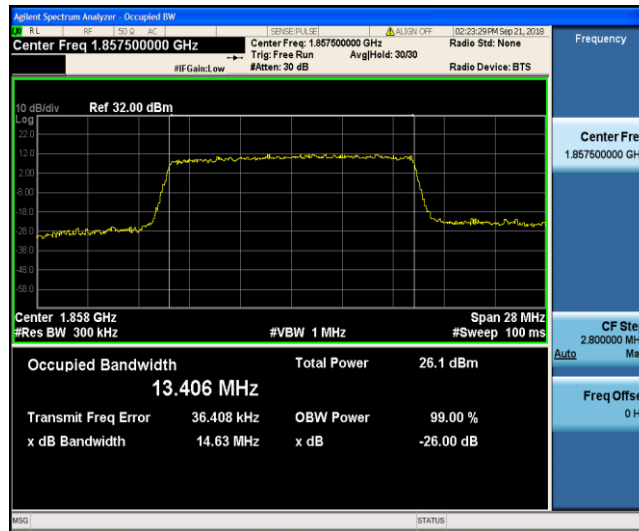 Agilent Spectrum Analyzer - Occupied BW
RL RF 50 Ω AC SENSE:PULSE ALIGN OFF 02:23:29 PM Sep 21, 2018
Center Freq 1.857500000 GHz Center Freq: 1.857500000 GHz Radio Std: None
Trig: Free Run Avg|Hold: 30/30
#IFGain:Low #Atten: 30 dB Radio Device: BTS
Frequency
10 dB/div Ref 32.00 dBm
Log
22.0
12.0
2.00
-8.00
-18.0
-28.0
-38.0
-48.0
-58.0
Center 1.858 GHz Span 28 MHz
#Res BW 300 kHz #VBW 1 MHz #Sweep 100 ms
Occupied Bandwidth Total Power 26.1 dBm
13.406 MHz
Transmit Freq Error 36.408 kHz OBW Power 99.00 %
x dB Bandwidth 14.63 MHz x dB -26.00 dB
Center Fre
1.857500000 GH
CF Ste
2.800000 MH
Auto Ma
Freq Offse
0 H
MSG STATUS